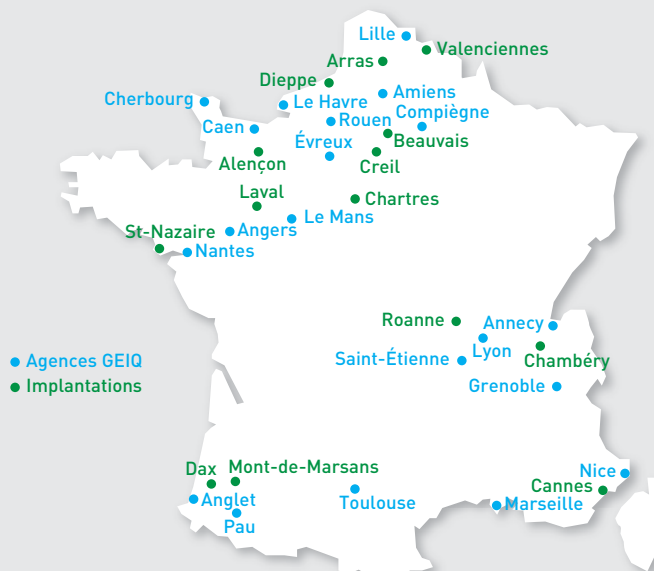 Lille
Valenciennes
Arras
Dieppe
Amiens
Cherbourg
Le Havre
Compiègne
Rouen
Caen
Beauvais
Évreux
Alençon
Creil
Laval
Chartres
Le Mans
St-Nazaire
Angers
Nantes
Roanne
Annecy
Lyon
Saint-Étienne
Chambéry
Agences GEIQ
Implantations
Grenoble
Dax
Mont-de-Marsans
Nice
Cannes
Anglet
Toulouse
Marseille
Pau